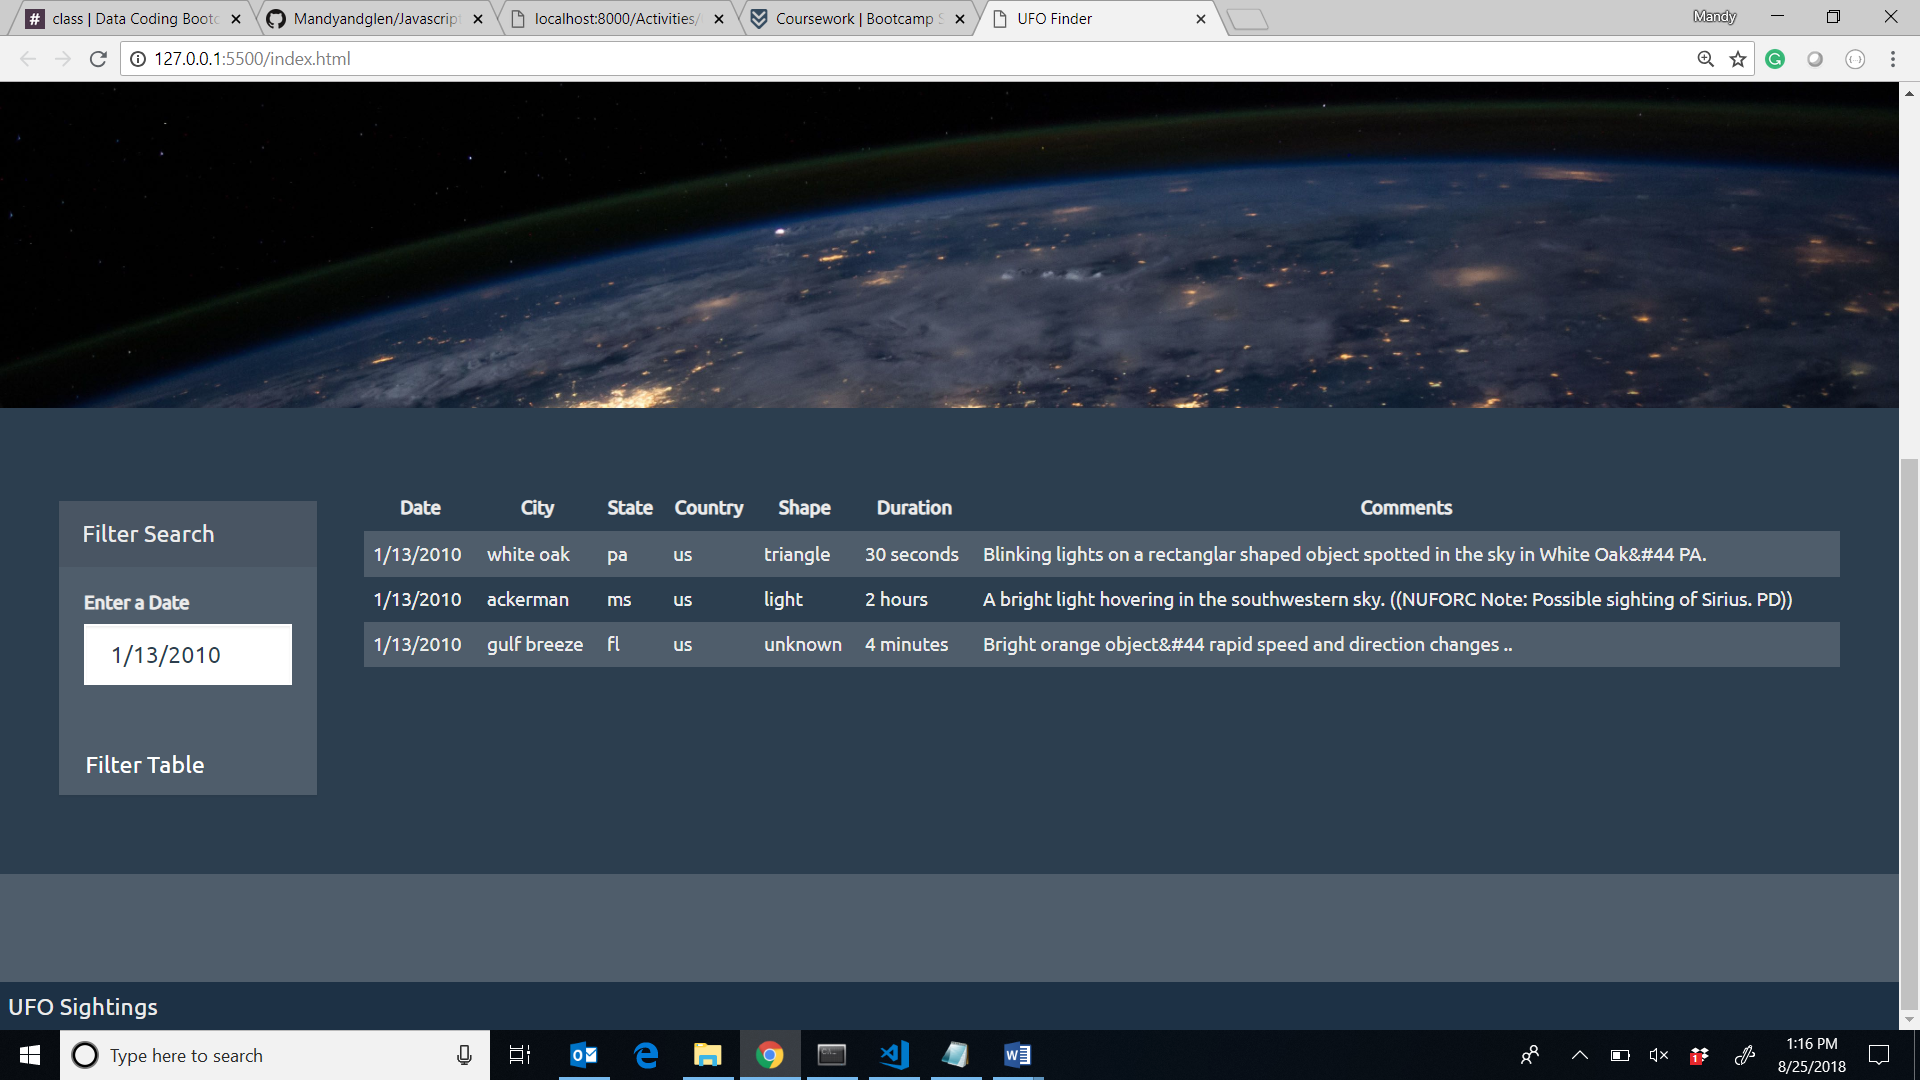 class | Data Coding Bootc
Mandyandglen/Javascript
localhost:8000/Activities/
Coursework | Bootcamp S
UFO Finder
Mandy
127.0.0.1:5500/index.html
Filter Search
Enter a Date
1/13/2010
Filter Table
Date City State Country Shape Duration Comments
1/13/2010 white oak pa us triangle 30 seconds Blinking lights on a rectanglar shaped object spotted in the sky in White Oak&#44 PA.
1/13/2010 ackerman ms us light 2 hours A bright light hovering in the southwestern sky. ((NUFORC Note: Possible sighting of Sirius. PD))
1/13/2010 gulf breeze fl us unknown 4 minutes Bright orange object&#44 rapid speed and direction changes ..
UFO Sightings
Type here to search
1:16 PM
8/25/2018